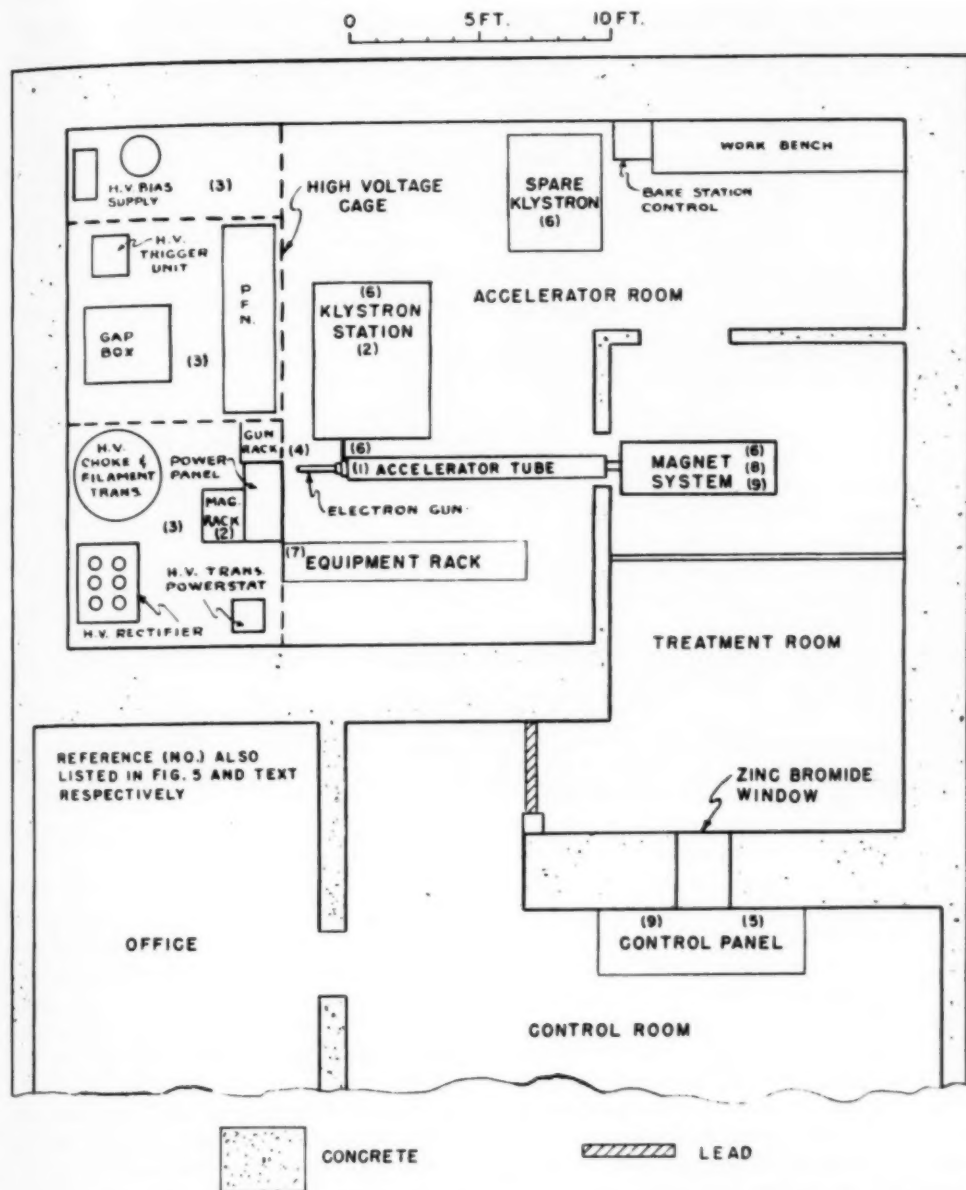 0 5 FT. 10 FT.
H.V. BIAS
SUPPLY
(3)
HIGH VOLTAGE
CAGE
SPARE
KLYSTRON
(6)
WORK BENCH
BAKE STATION
CONTROL
H.V.
TRIGGER
UNIT
P.
F.
N.
GAP
BOX
(3)
(6)
KLYSTRON
STATION
(2)
ACCELERATOR ROOM
H.V.
CHOKE &
FILAMENT
TRANS.
GUN
RACK
(4)
POWER
PANEL
MAG.
RACK
(2)
(3)
(6)
(1) ACCELERATOR TUBE
ELECTRON GUN
MAGNET
SYSTEM
(6)
(8)
(9)
(7)
EQUIPMENT RACK
H.V. TRANS.
POWERSTAT
H.V. RECTIFIER
TREATMENT ROOM
REFERENCE (NO.) ALSO
LISTED IN FIG. 5 AND TEXT
RESPECTIVELY
ZINC BROMIDE
WINDOW
OFFICE
(9) (5)
CONTROL PANEL
CONTROL ROOM
CONCRETE
LEAD